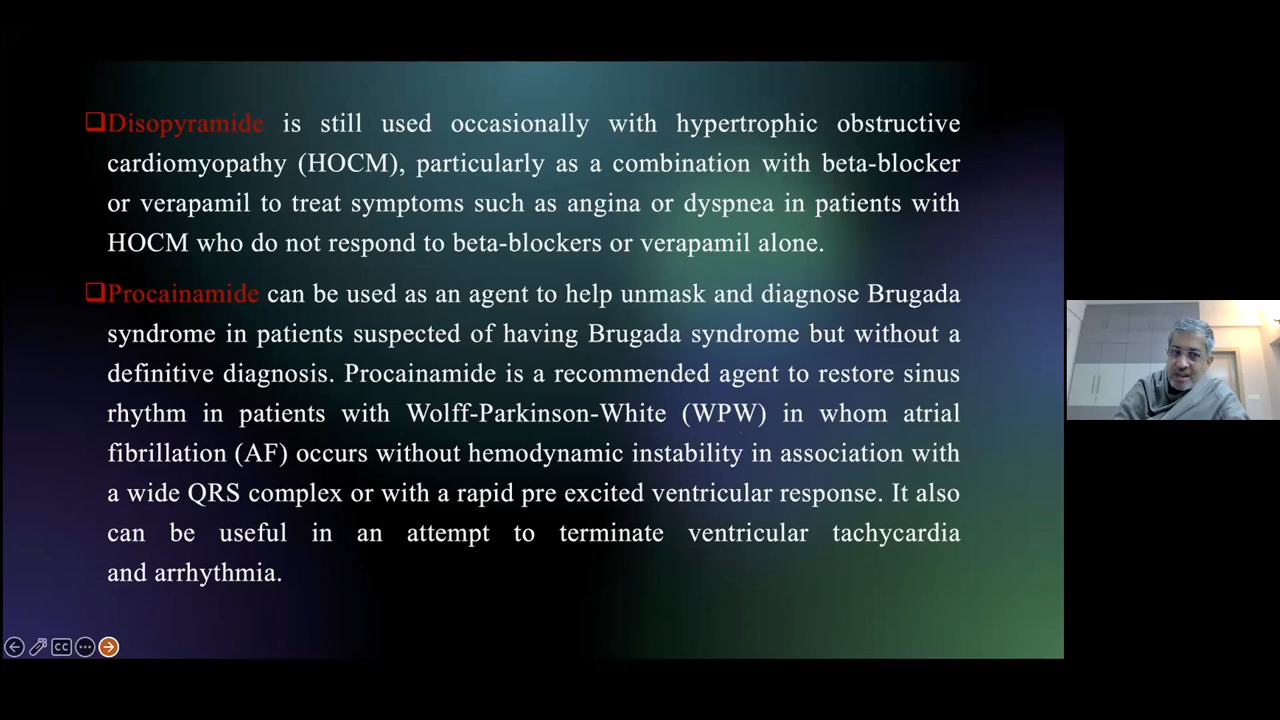 ❑Disopyramide is still used occasionally with hypertrophic obstructive
cardiomyopathy (HOCM), particularly as a combination with beta-blocker
or verapamil to treat symptoms such as angina or dyspnea in patients with
HOCM who do not respond to beta-blockers or verapamil alone.
❑Procainamide can be used as an agent to help unmask and diagnose Brugada
syndrome in patients suspected of having Brugada syndrome but without a
definitive diagnosis. Procainamide is a recommended agent to restore sinus
rhythm in patients with Wolff-Parkinson-White (WPW) in whom atrial
fibrillation (AF) occurs without hemodynamic instability in association with
a wide QRS complex or with a rapid pre excited ventricular response. It also
can be useful in an attempt to terminate ventricular tachycardia
and arrhythmia.
CC